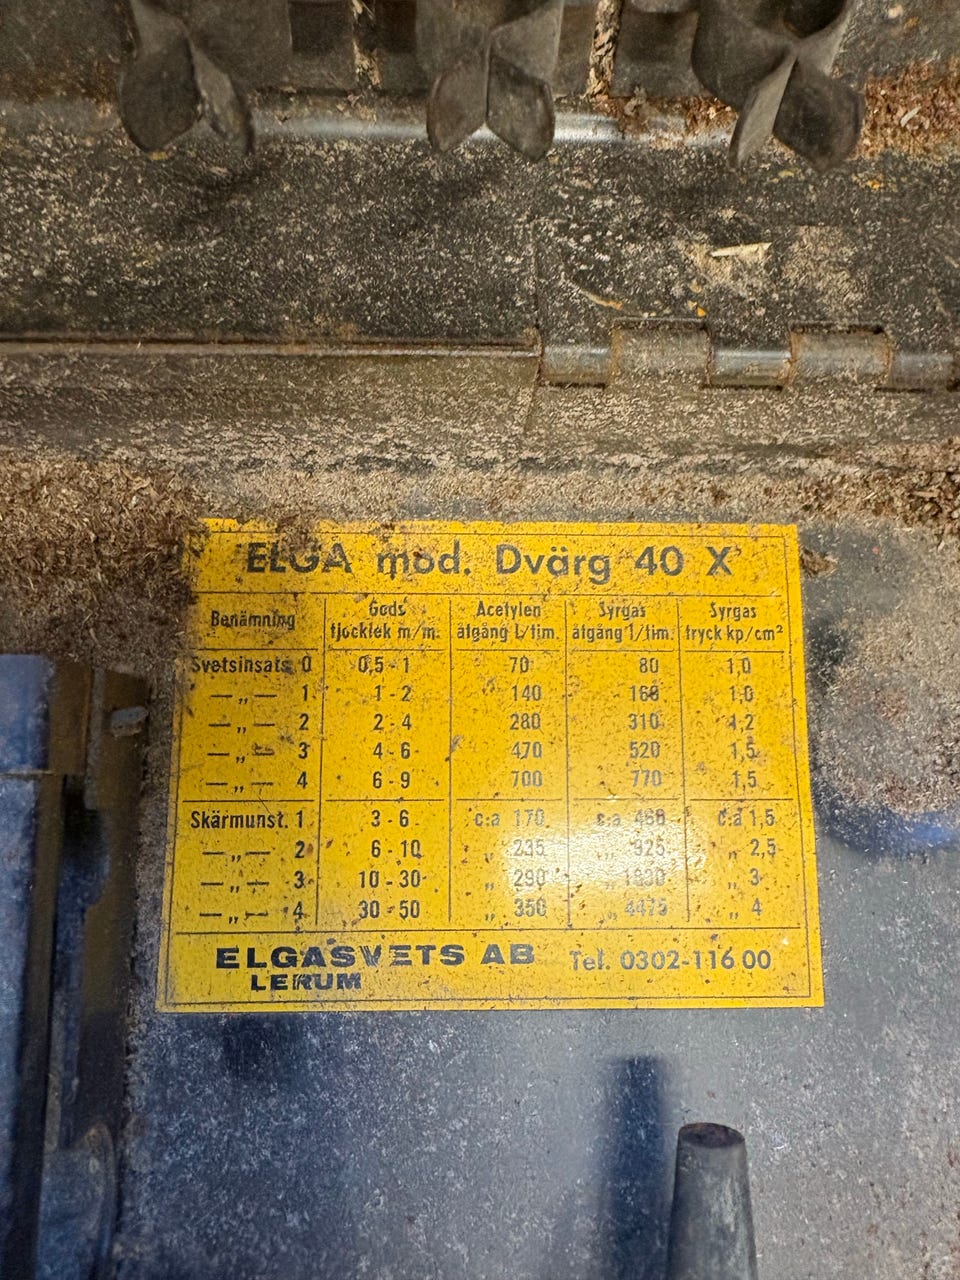 ELGA mod. Dvärg 40 X
Benämning Gods tjocklek m/m. Acetylen åtgång l/tim. Syrgas åtgång l/tim. Syrgas tryck kp/cm²
Svetsinsats 0 0,5 - 1 70 80 1,0
—„— 1 1 - 2 140 160 1,0
—„— 2 2 - 4 280 310 1,2
—„— 3 4 - 6 470 520 1,5
—„— 4 6 - 9 700 770 1,5
Skärmunst. 1 3 - 6 c:a 170 c:a c:a 1,5
—„— 2 6 - 10 „ 235 „ 925 „ 2,5
—„— 3 10 - 30 „ 290 „ „ 3
—„— 4 30 - 50 „ 350 „ 4475 „ 4
ELGASVETS AB Tel. 0302-116 00
LERUM